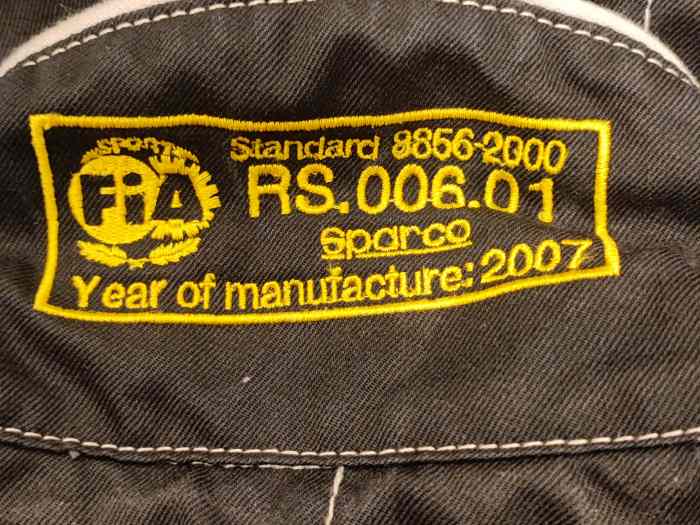 SPORT
FIA
Standard 8856-2000
RS.006.01
Sparco
Year of manufacture: 2007